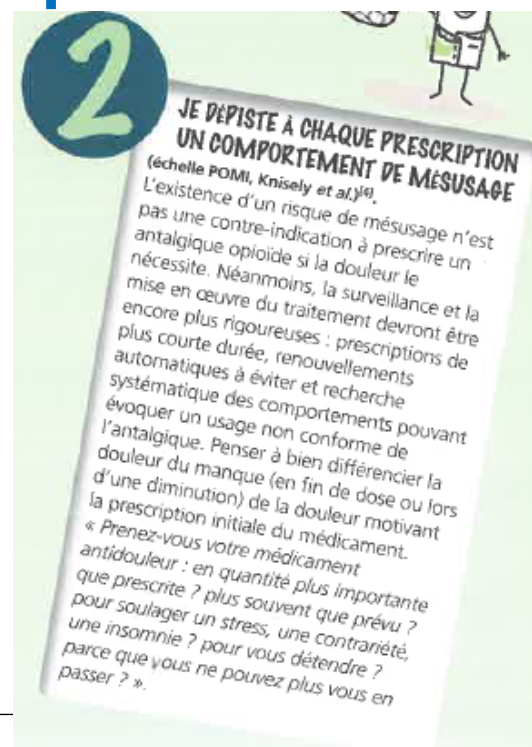 2
JE DÉPISTE À CHAQUE PRESCRIPTION
UN COMPORTEMENT DE MÉSUSAGE
(échelle POMI, Knisely et al.)[4].
L'existence d'un risque de mésusage n'est
pas une contre-indication à prescrire un
antalgique opioïde si la douleur le
nécessite. Néanmoins, la surveillance et la
mise en œuvre du traitement devront être
encore plus rigoureuses : prescriptions de
plus courte durée, renouvellements
automatiques à éviter et recherche
systématique des comportements pouvant
évoquer un usage non conforme de
l'antalgique. Penser à bien différencier la
douleur du manque (en fin de dose ou lors
d'une diminution) de la douleur motivant
la prescription initiale du médicament.
« Prenez-vous votre médicament
antidouleur : en quantité plus importante
que prescrite ? plus souvent que prévu ?
pour soulager un stress, une contrariété,
une insomnie ? pour vous détendre ?
parce que vous ne pouvez plus vous en
passer ? ».